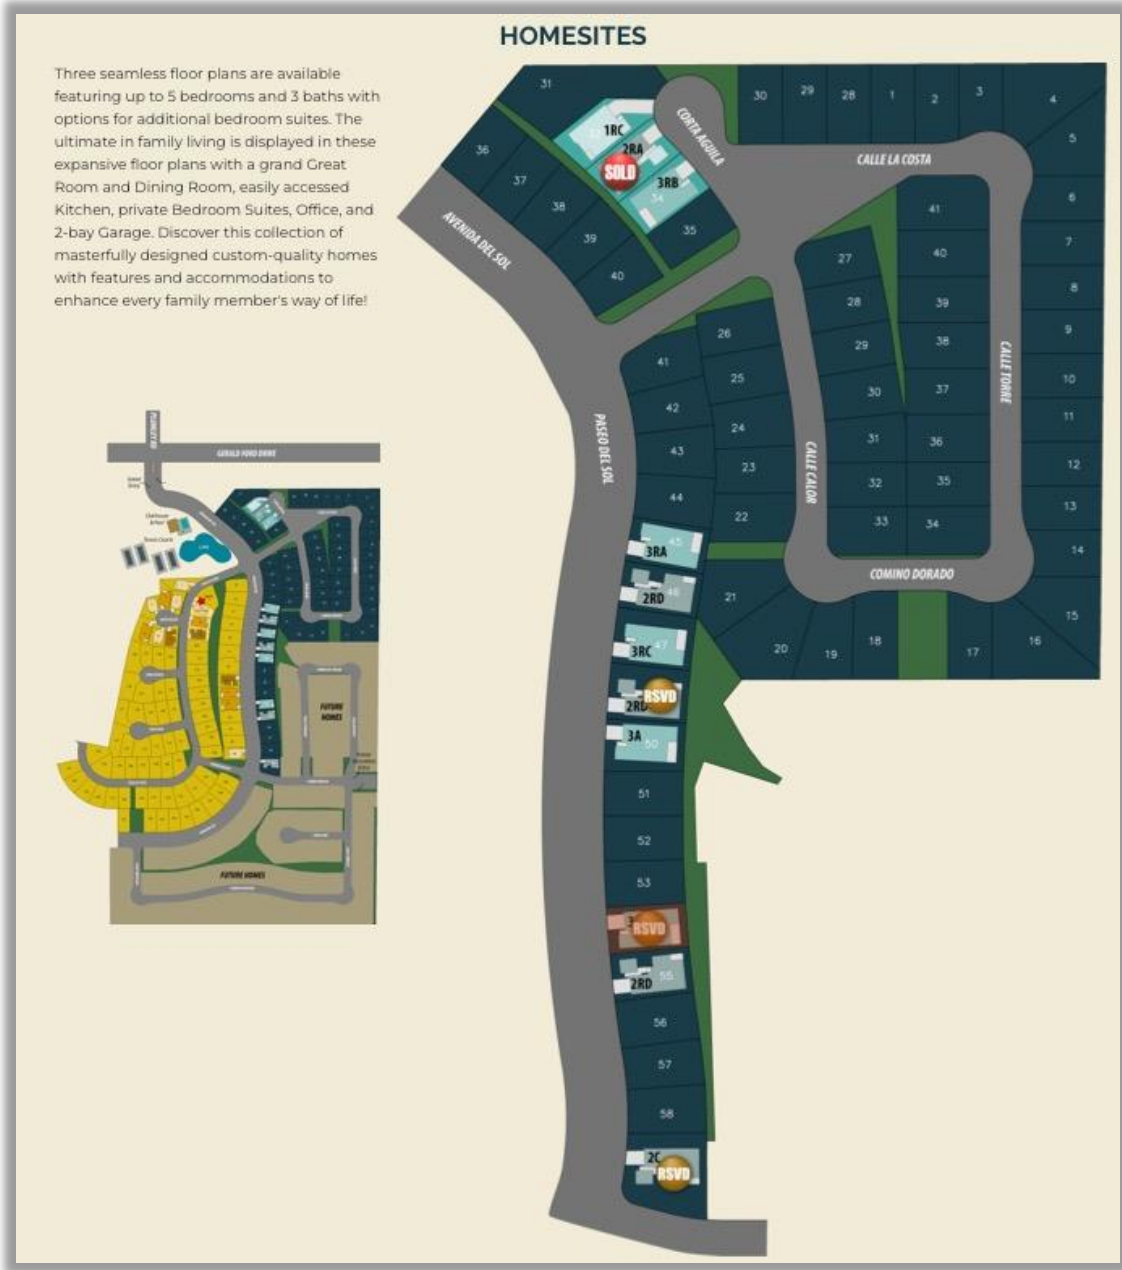 HOMESITES
Three seamless floor plans are available
featuring up to 5 bedrooms and 3 baths with
options for additional bedroom suites. The
ultimate in family living is displayed in these
expansive floor plans with a grand Great
Room and Dining Room, easily accessed
Kitchen, private Bedroom Suites, Office, and
2-bay Garage. Discover this collection of
masterfully designed custom-quality homes
with features and accommodations to
enhance every family member's way of life!
31
36
37
38
39
40
1RC
2RA
SOLD
3RB
34
35
CORTA AGUILA
AVENIDA DEL SOL
30
29
28
1
2
3
4
5
6
7
8
9
10
11
12
13
14
15
16
17
18
19
20
21
CALLE LA COSTA
CALLE TORRE
COMINO DORADO
CALLE CALOR
PASEO DEL SOL
41
40
39
38
37
36
35
34
27
28
29
30
31
32
33
26
25
24
23
22
41
42
43
44
45
3RA
46
2RD
47
3RC
2RD
RSVD
3A
50
51
52
53
RSVD
55
2RD
56
57
58
2C
RSVD
GERALD FORD DRIVE
FUTURE
HOMES
FUTURE HOMES